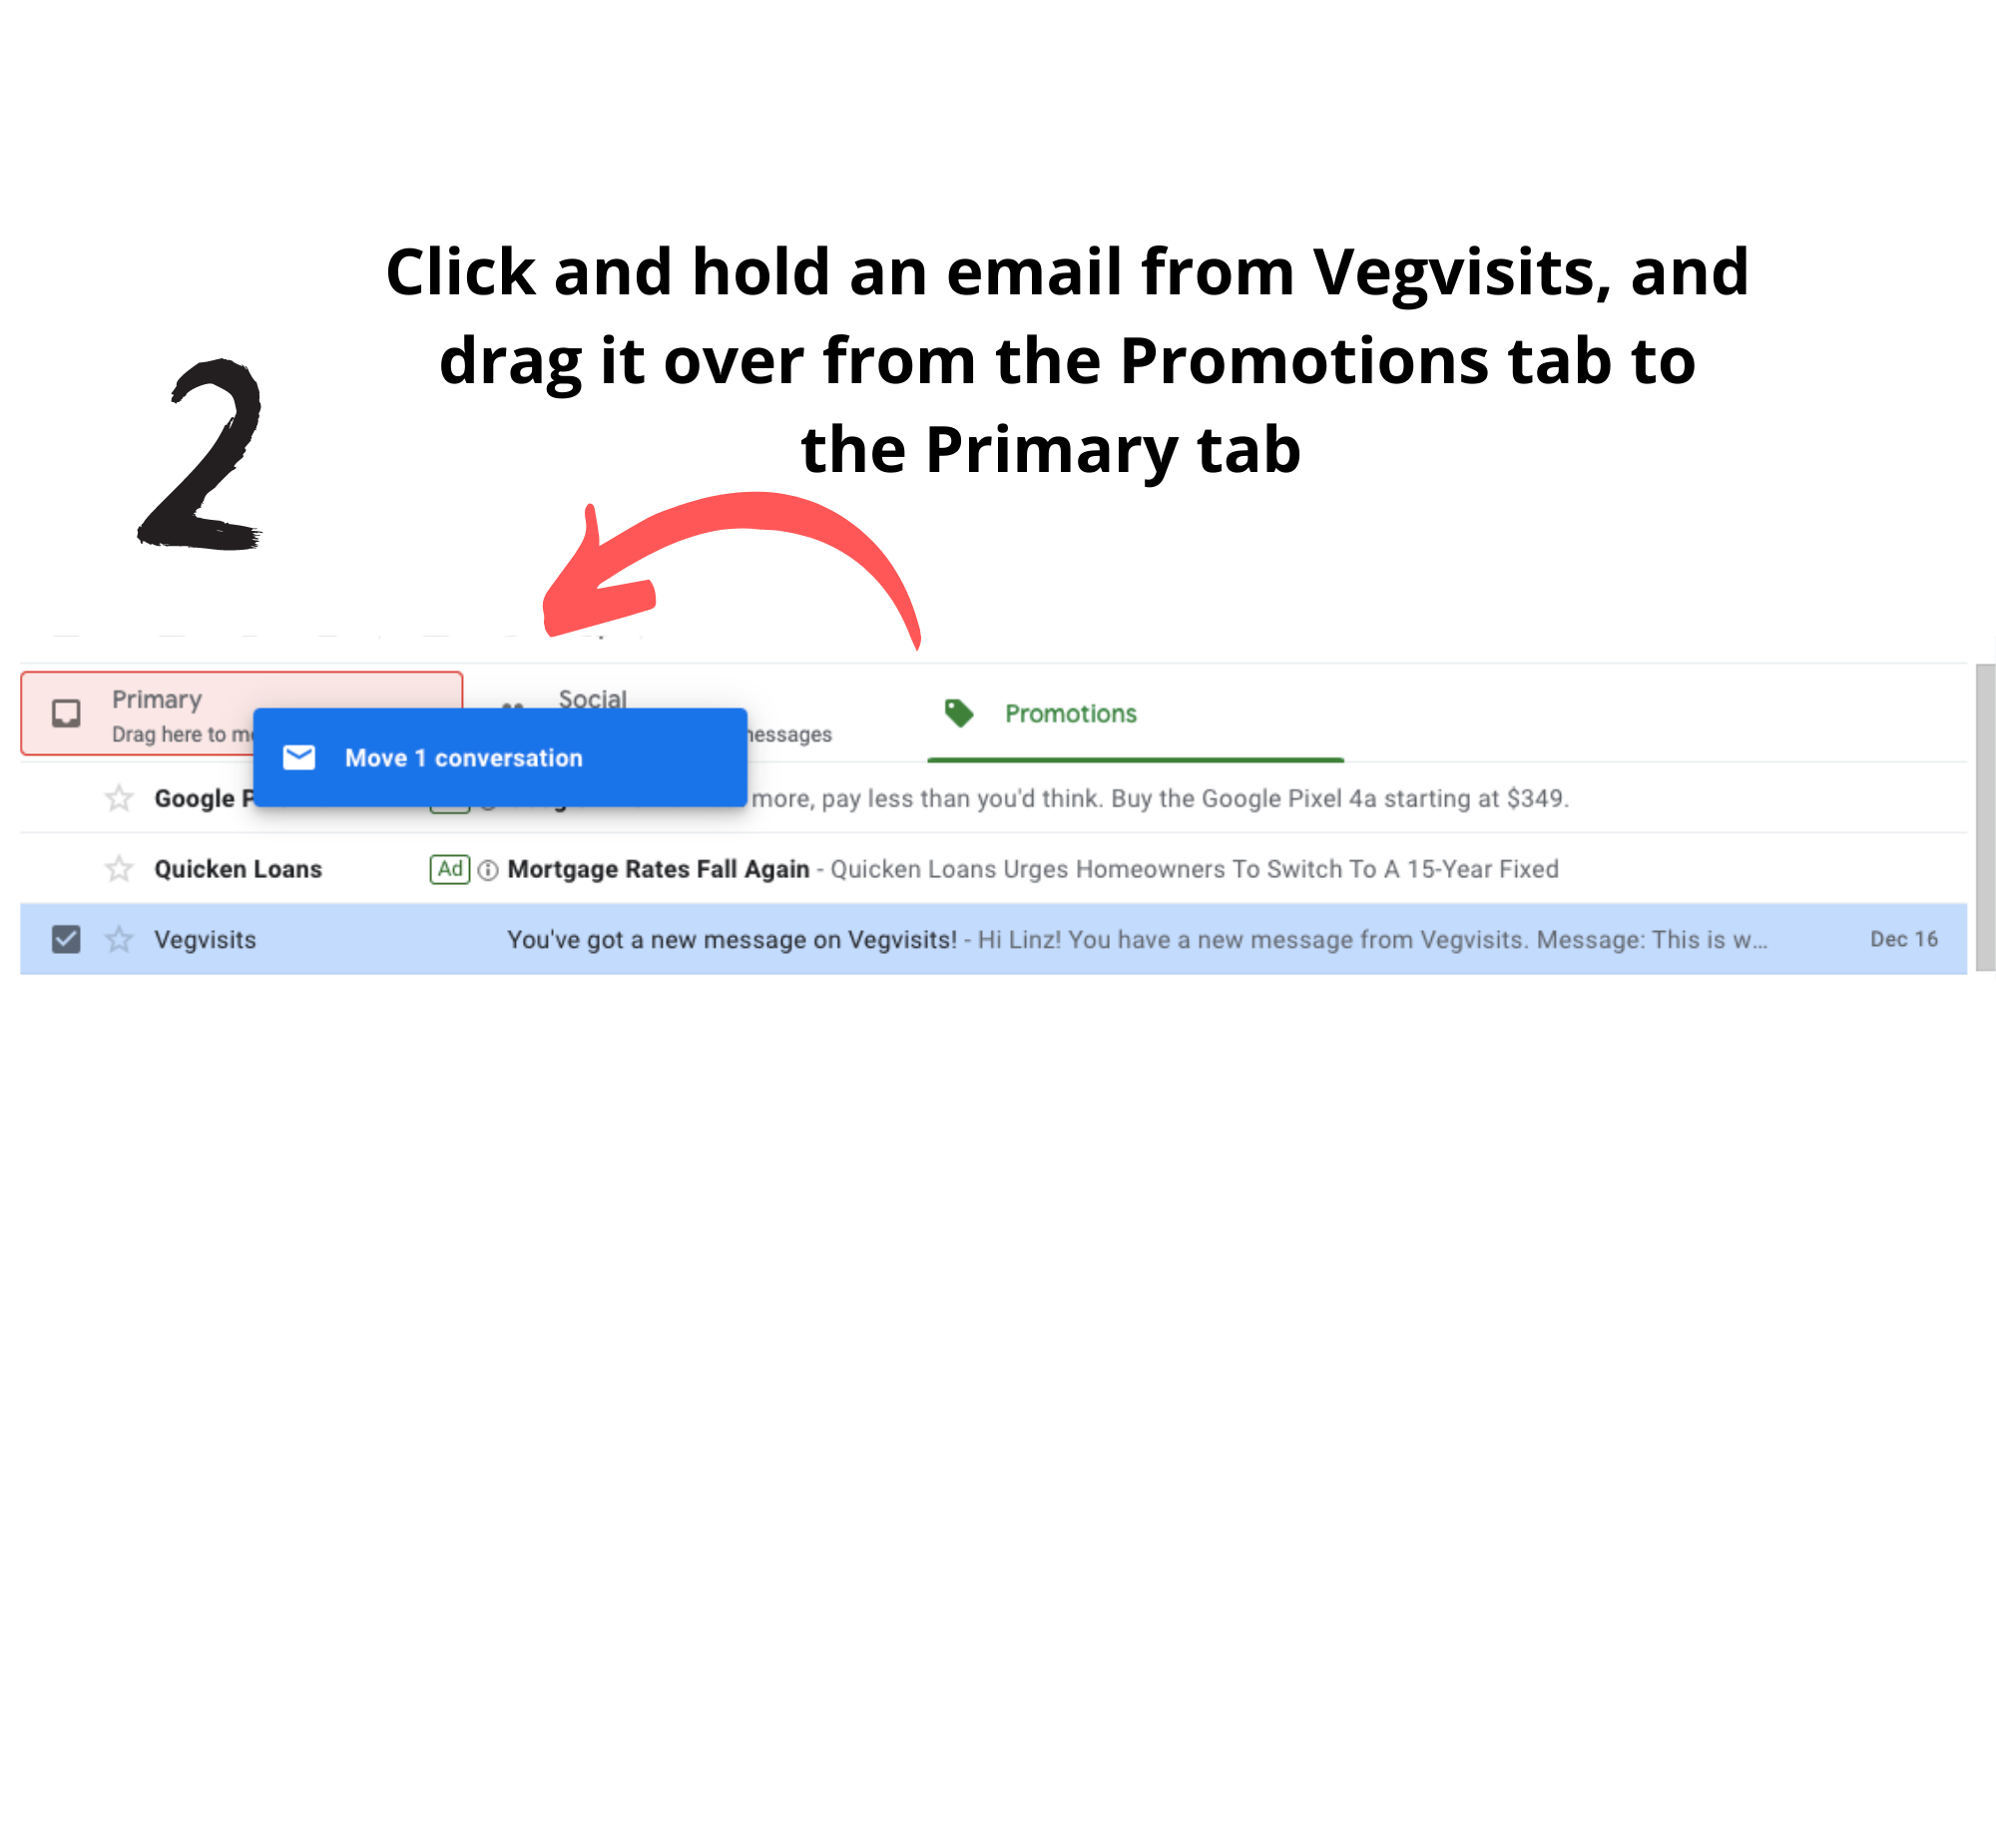 Click and hold an email from Vegvisits, and
drag it over from the Promotions tab to
the Primary tab
2
Primary
Social
Promotions
Drag here to
Move 1 conversation
Google
more, pay less than you'd think. Buy the Google Pixel 4a starting at $349.
Quicken Loans Ad Mortgage Rates Fall Again - Quicken Loans Urges Homeowners To Switch To A 15-Year Fixed
Vegvisits You've got a new message on Vegvisits! - Hi Linz! You have a new message from Vegvisits. Message: This is w... Dec 16